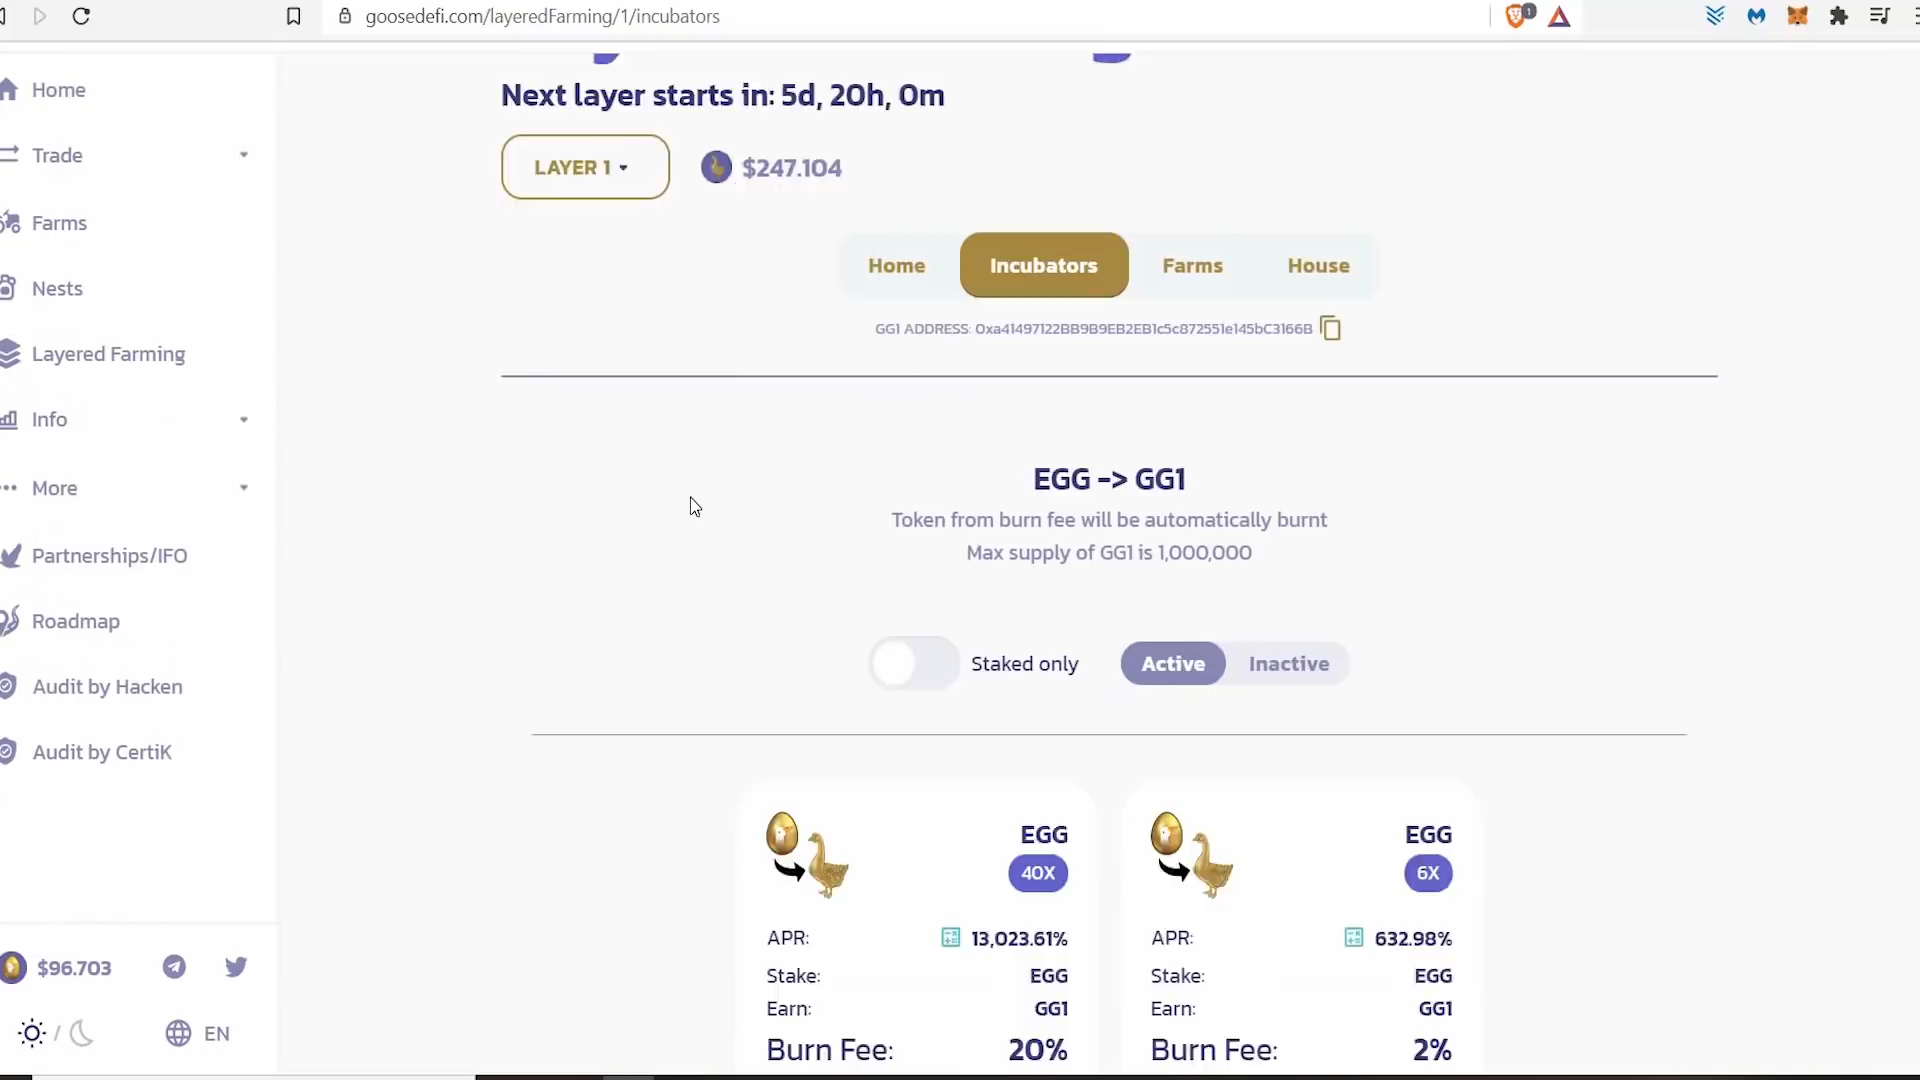 goosedefi.com/layeredFarming/1/incubators
1
Home
Trade
Farms
Nests
Layered Farming
Info
More
Partnerships/IFO
Roadmap
Audit by Hacken
Audit by CertiK
$96.703
/
EN
Next layer starts in: 5d, 20h, 0m
LAYER 1
$247.104
Home Incubators Farms House
GG1 ADDRESS: 0xa41497122BB9B9EB2EB1c5c872551e145bC3166B
EGG -> GG1
Token from burn fee will be automatically burnt
Max supply of GG1 is 1,000,000
Staked only Active Inactive
EGG
40X
APR: 13,023.61%
Stake: EGG
Earn: GG1
Burn Fee: 20%
EGG
6X
APR: 632.98%
Stake: EGG
Earn: GG1
Burn Fee: 2%